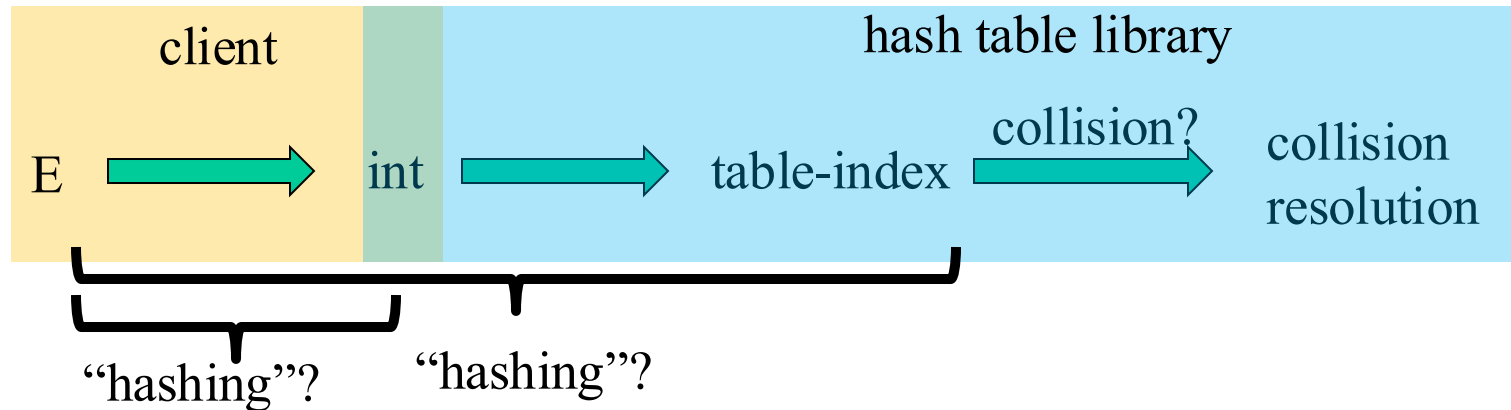 client
hash table library
E
int
table-index
collision?
collision
resolution
“hashing”?
“hashing”?